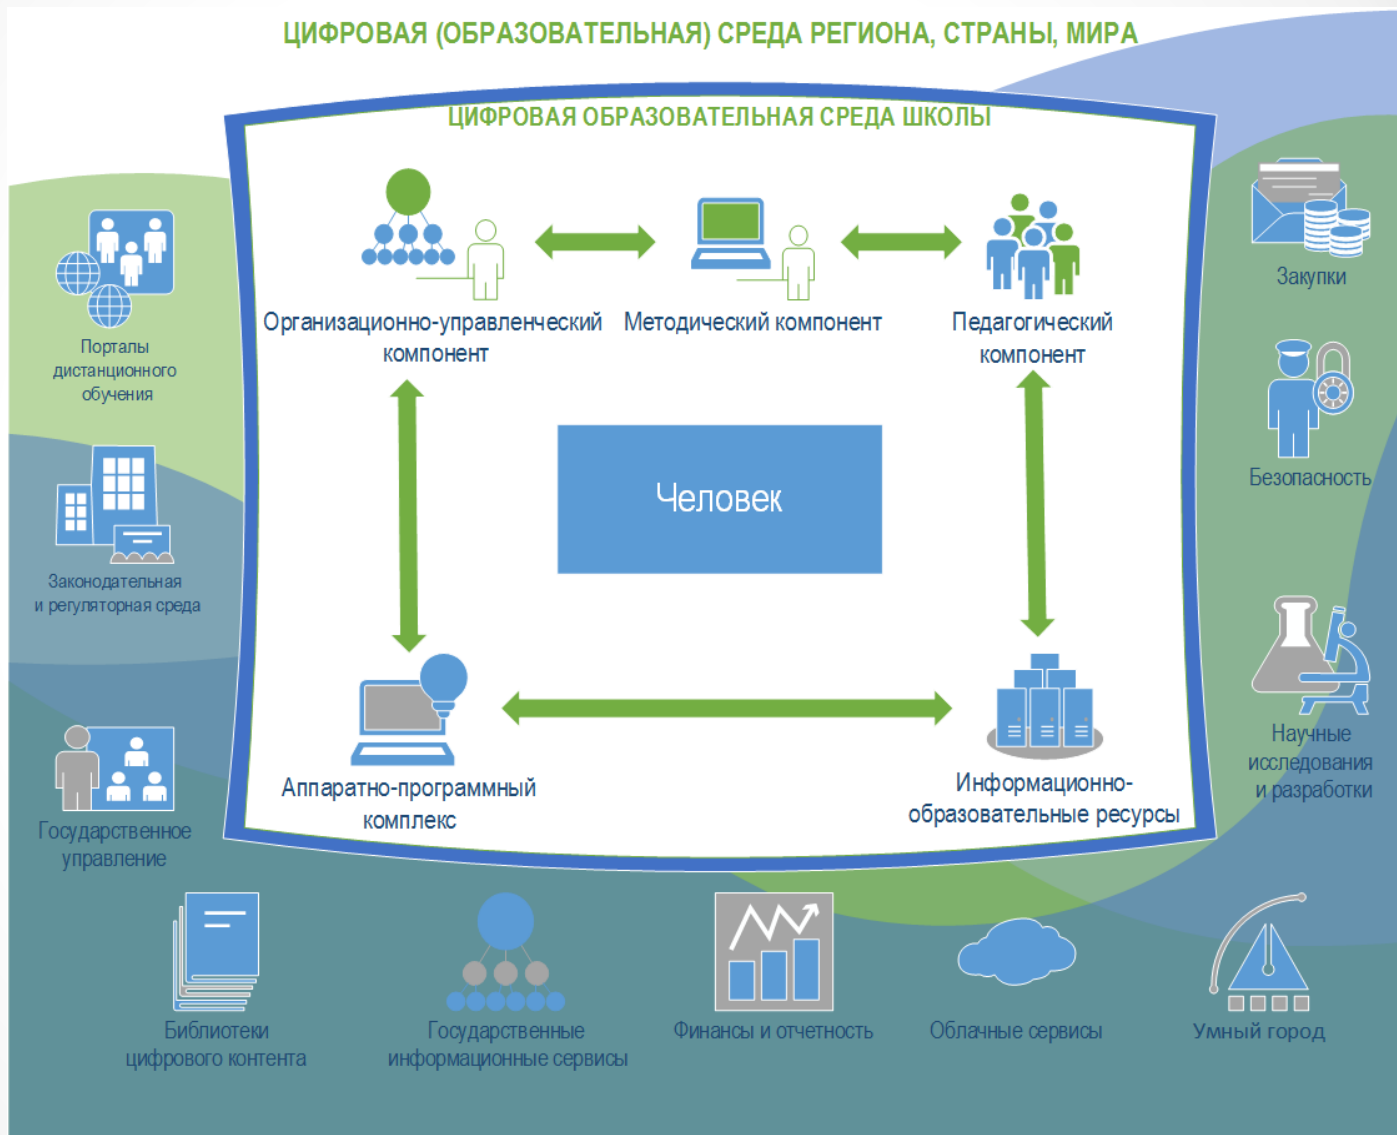 ЦИФРОВАЯ (ОБРАЗОВАТЕЛЬНАЯ) СРЕДА РЕГИОНА, СТРАНЫ, МИРА
ЦИФРОВАЯ ОБРАЗОВАТЕЛЬНАЯ СРЕДА ШКОЛЫ
Организационно-управленческий
компонент
Методический компонент
Педагогический
компонент
Человек
Аппаратно-программный
комплекс
Информационно-
образовательные ресурсы
Порталы
дистанционного
обучения
Законодательная
и регуляторная среда
Государственное
управление
Закупки
Безопасность
Научные
исследования
и разработки
Библиотеки
цифрового контента
Государственные
информационные сервисы
Финансы и отчетность
Облачные сервисы
Умный город